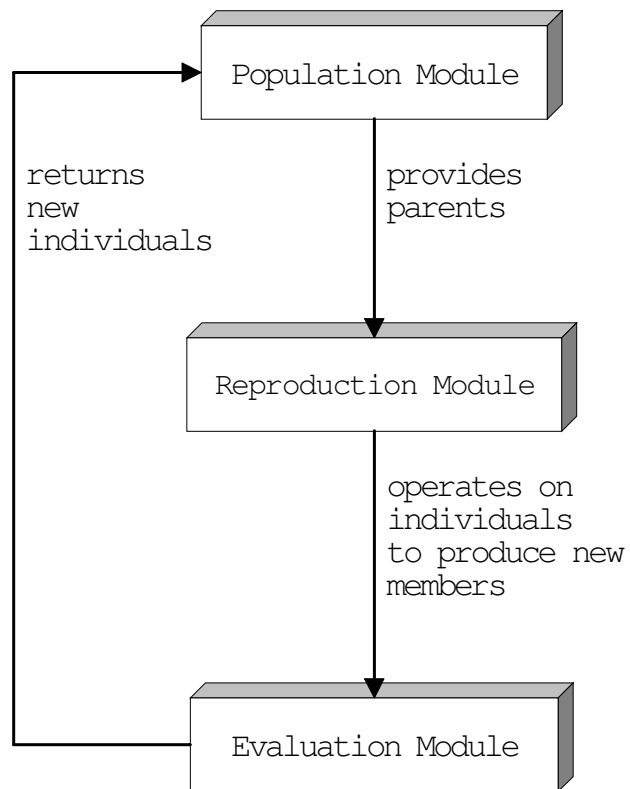 Population Module
returns
new
individuals
provides
parents
Reproduction Module
operates on
individuals
to produce new
members
Evaluation Module